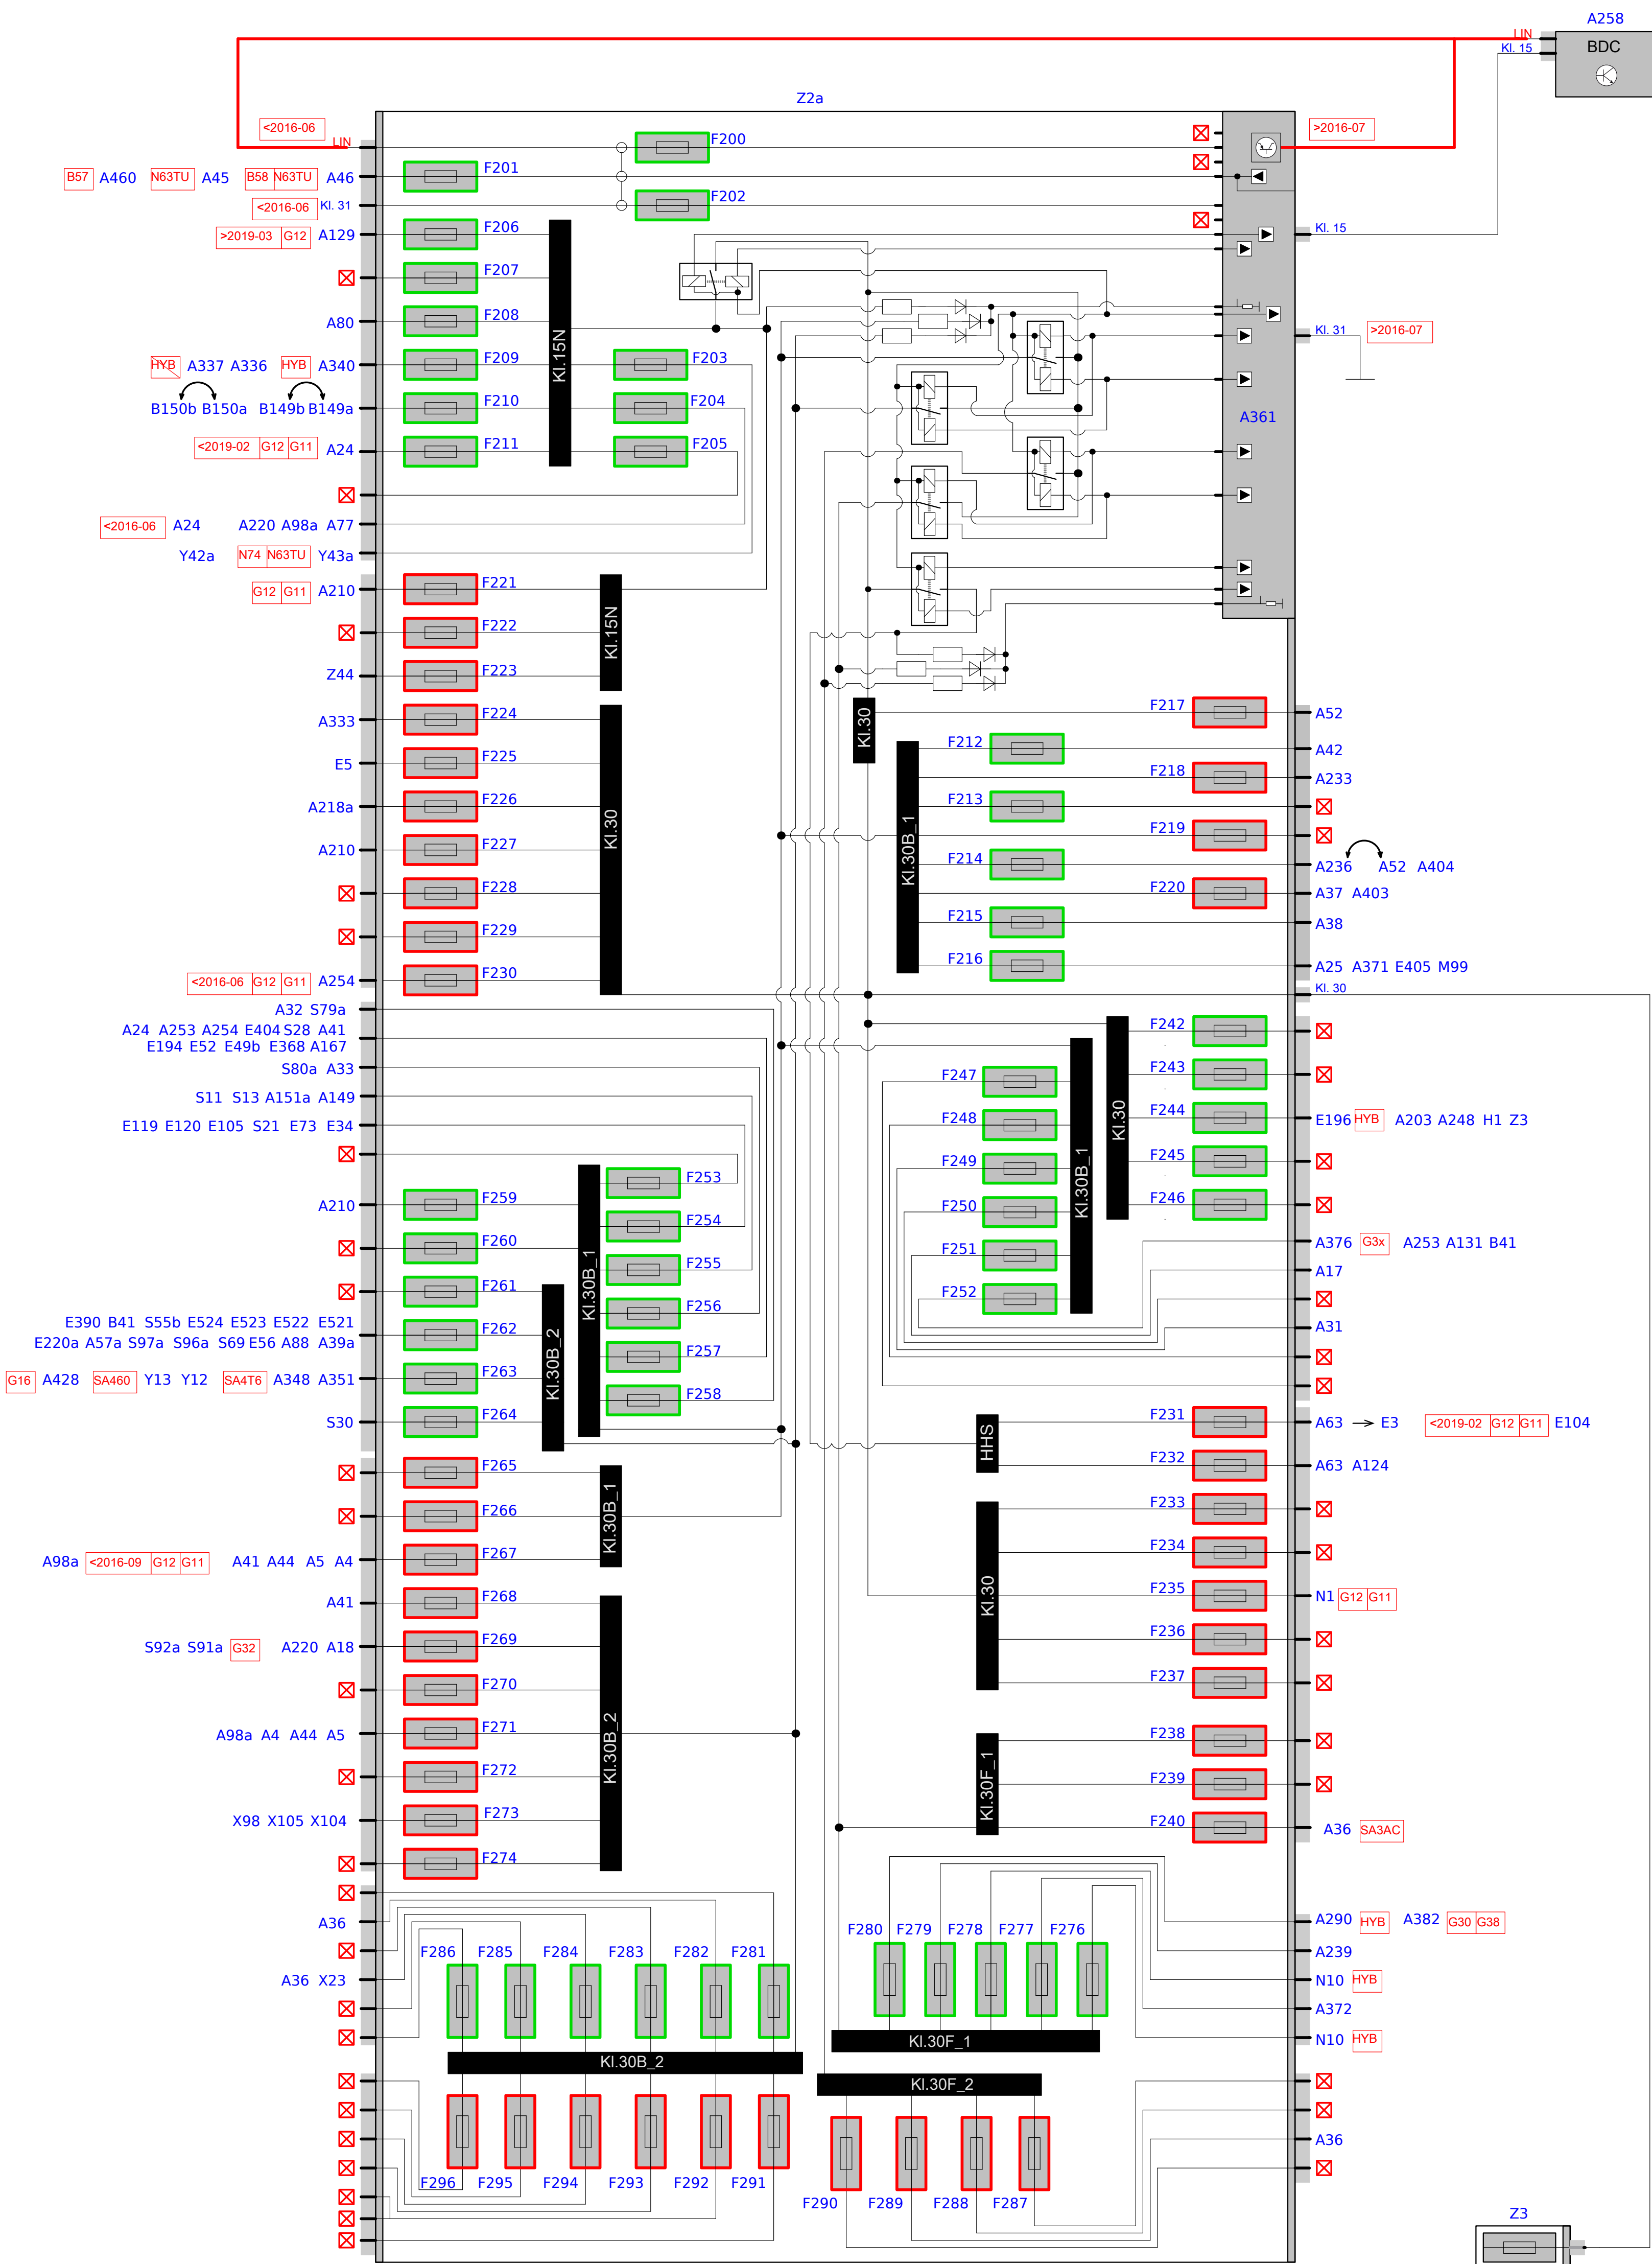 A258
LIN
Kl. 15
BDC
Z2a
<2016-06
LIN
F200
>2016-07
B57 A460 N63TU A45 B58 N63TU A46
F201
<2016-06 Kl. 31
F202
>2019-03 G12 A129
F206
Kl. 15
F207
A80
F208
Kl. 31 >2016-07
HYB A337 A336 HYB A340
F209
F203
Kl.15N
B150b B150a B149b B149a
F210
F204
A361
<2019-02 G12 G11 A24
F211
F205
<2016-06 A24 A220 A98a A77
Y42a N74 N63TU Y43a
G12 G11 A210
F221
Kl.15N
F222
Z44
F223
A333
F224
E5
F225
A218a
F226
Kl.30
A210
F227
F228
F229
<2016-06 G12 G11 A254
F230
Kl.30
F217
A52
F212
A42
F218
A233
F213
Kl.30B_1
F219
F214
A236 A52 A404
F220
A37 A403
F215
A38
F216
A25 A371 E405 M99
Kl. 30
A32 S79a
A24 A253 A254 E404 S28 A41
E194 E52 E49b E368 A167
S80a A33
S11 S13 A151a A149
E119 E120 E105 S21 E73 E34
F242
F243
F247
F244
Kl.30
E196 HYB A203 A248 H1 Z3
F248
F245
F249
Kl.30B_1
F246
F250
F251
F252
A376 G3x A253 A131 B41
A17
A31
F253
A210
F259
F254
F260
Kl.30B_1
F255
F261
F256
E390 B41 S55b E524 E523 E522 E521
E220a A57a S97a S96a S69 E56 A88 A39a
F262
Kl.30B_2
F257
G16 A428 SA460 Y13 Y12 SA4T6 A348 A351
F263
F258
S30
F264
HHS
F231
A63 E3 <2019-02 G12 G11 E104
F232
A63 A124
F265
F266
Kl.30B_1
A98a <2016-09 G12 G11 A41 A44 A5 A4
F267
F233
F234
Kl.30
F235
N1 G12 G11
F236
F237
A41
F268
S92a S91a G32 A220 A18
F269
F270
Kl.30B_2
A98a A4 A44 A5
F271
F272
X98 X105 X104
F273
F274
F238
Kl.30F_1
F239
F240
A36 SA3AC
A36
A36 X23
F286 F285 F284 F283 F282 F281
Kl.30B_2
F296 F295 F294 F293 F292 F291
F280 F279 F278 F277 F276
Kl.30F_1
A290 HYB A382 G30 G38
A239
N10 HYB
A372
N10 HYB
Kl.30F_2
F290 F289 F288 F287
A36
Z3